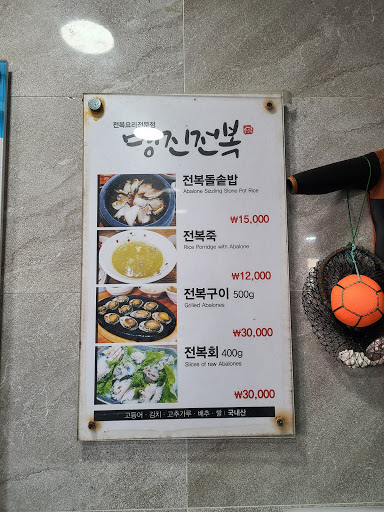 전복요리전문점
명진전복
전복돌솥밥
Abalone Sizzling Stone Pot Rice
₩15,000
전복죽
Rice Porridge with Abalone
₩12,000
전복구이 500g
Grilled Abalones
₩30,000
전복회 400g
Slices of raw Abalones
₩30,000
고등어 · 김치 · 고추가루 · 배추 · 쌀 | 국내산